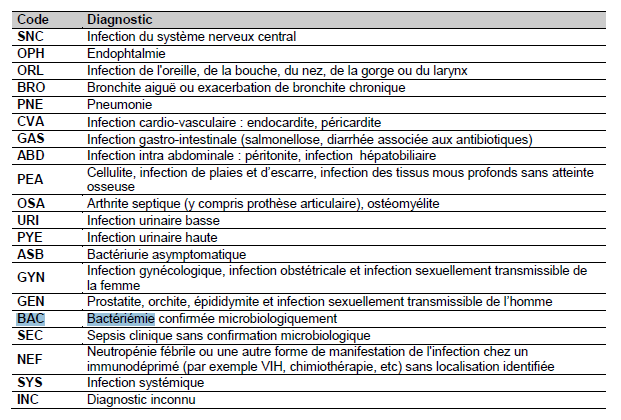 Code Diagnostic
SNC Infection du système nerveux central
OPH Endophtalmie
ORL Infection de l'oreille, de la bouche, du nez, de la gorge ou du larynx
BRO Bronchite aiguë ou exacerbation de bronchite chronique
PNE Pneumonie
CVA Infection cardio-vasculaire : endocardite, péricardite
GAS Infection gastro-intestinale (salmonellose, diarrhée associée aux antibiotiques)
ABD Infection intra abdominale : péritonite, infection hépatobiliaire
PEA Cellulite, infection de plaies et d'escarre, infection des tissus mous profonds sans atteinte
osseuse
OSA Arthrite septique (y compris prothèse articulaire), ostéomyélite
URI Infection urinaire basse
PYE Infection urinaire haute
ASB Bactériurie asymptomatique
GYN Infection gynécologique, infection obstétricale et infection sexuellement transmissible de
la femme
GEN Prostatite, orchite, épididymite et infection sexuellement transmissible de l'homme
BAC Bactériémie confirmée microbiologiquement
SEC Sepsis clinique sans confirmation microbiologique
NEF Neutropénie fébrile ou une autre forme de manifestation de l'infection chez un
immunodéprimé (par exemple VIH, chimiothérapie, etc) sans localisation identifiée
SYS Infection systémique
INC Diagnostic inconnu